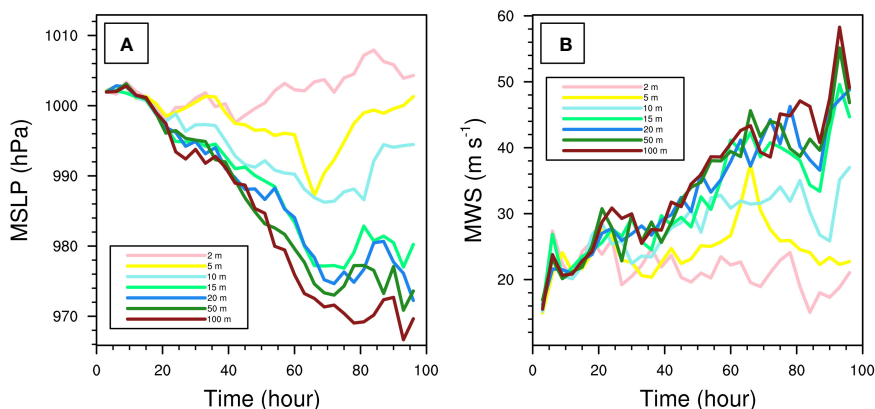 A
MSLP (hPa)
1010
1000
990
980
970
2 m
5 m
10 m
15 m
20 m
50 m
100 m
0 20 40 60 80 100
Time (hour)
B
MWS (m s⁻¹)
60
50
40
30
20
2 m
5 m
10 m
15 m
20 m
50 m
100 m
0 20 40 60 80 100
Time (hour)